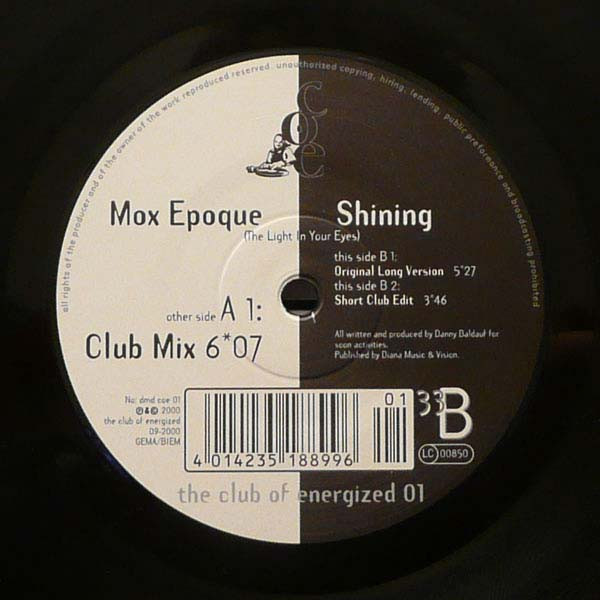 all rights of the producer and of the owner of the work reproduced reserved. unauthorized copying, hiring, lending, public preformance and broadcasting prohibited
coe
Mox Epoque Shining
(The Light In Your Eyes)
this side B 1:
Original Long Version 5"27
this side B 2:
Short Club Edit 3"46
other side A 1:
Club Mix 6"07
All written and produced by Danny Baldauf for
soon activities.
Published by Diana Music & Vision.
No: dmd coe 01
℗&© 2000
the club of energized
09-2000
GEMA/BIEM
4 014235 188996
01
33 B
LC 00850
the club of energized 01